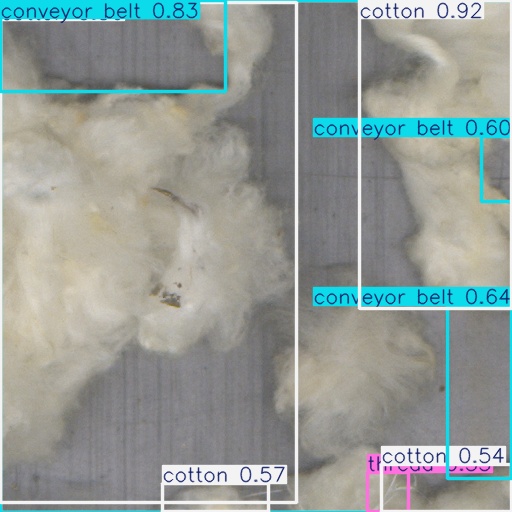 conveyor belt 0.83
cotton 0.92
conveyor belt 0.60
conveyor belt 0.64
cotton 0.54
cotton 0.57